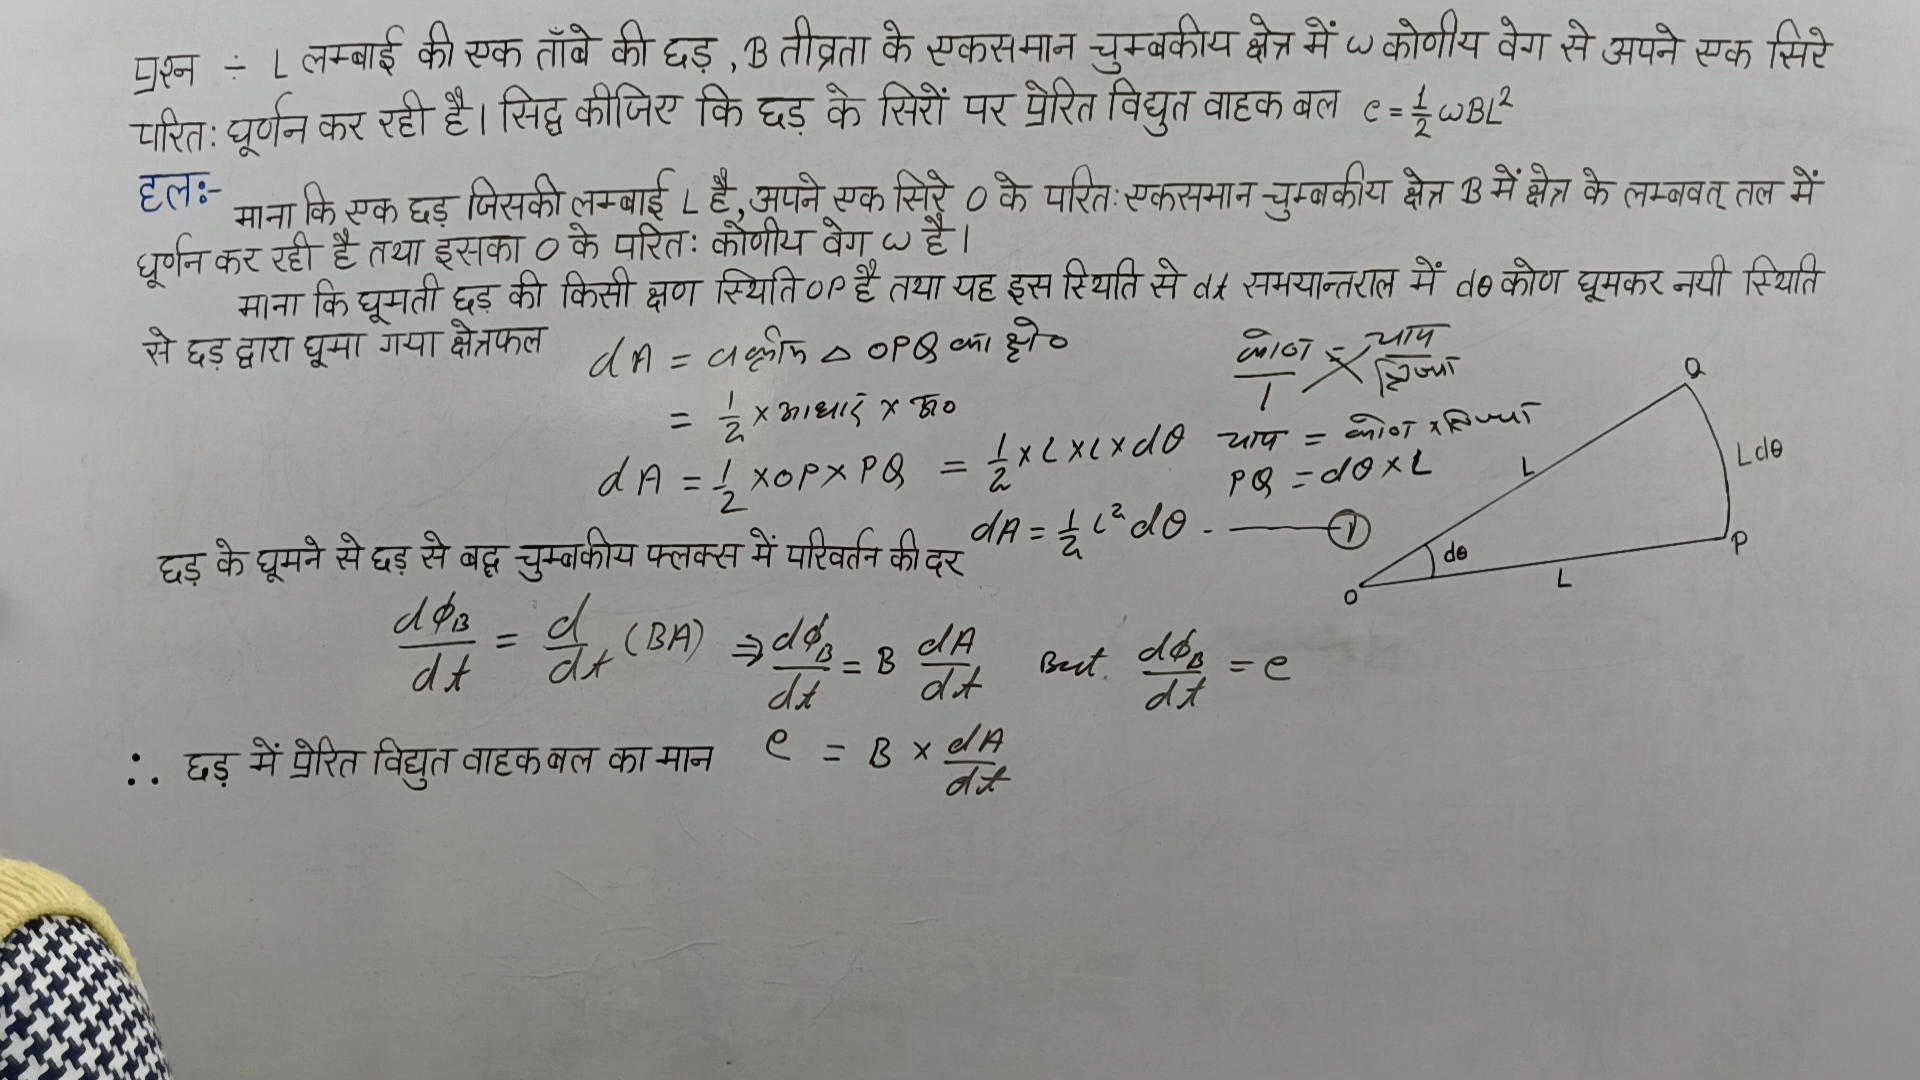 प्रश्न ÷ L लम्बाई की एक ताँबे की छड़, B तीव्रता के एकसमान चुम्बकीय क्षेत्र में ω कोणीय वेग से अपने एक सिरे
परितः घूर्णन कर रही है। सिद्ध कीजिए कि छड़ के सिरों पर प्रेरित विद्युत वाहक बल e = 1/2 ωBL²
हलः-
माना कि एक छड़ जिसकी लम्बाई L है, अपने एक सिरे O के परितः एकसमान चुम्बकीय क्षेत्र B में क्षेत्र के लम्बवत् तल में
घूर्णन कर रही है तथा इसका O के परितः कोणीय वेग ω है।
माना कि घूमती छड़ की किसी क्षण स्थिति OP है तथा यह इस स्थिति से dt समयान्तराल में dθ कोण घूमकर नयी स्थिति
से छड़ द्वारा घूमा गया क्षेत्रफल
dA = वक्रीय △ OPQ का क्षे०
= 1/2 × आधार × ऊ०
dA = 1/2 × OP × PQ = 1/2 × L × L × dθ
dA = 1/2 L² dθ - ——— ①
कोण/1 = चाप/त्रिज्या
चाप = कोण × त्रिज्या
PQ = dθ × L
Q
L
Ldθ
dθ
P
L
O
छड़ के घूमने से छड़ से बद्ध चुम्बकीय फ्लक्स में परिवर्तन की दर
dϕB/dt = d/dt (BA) ⇒ dϕB/dt = B dA/dt But. dϕB/dt = e
∴ छड़ में प्रेरित विद्युत वाहक बल का मान e = B × dA/dt